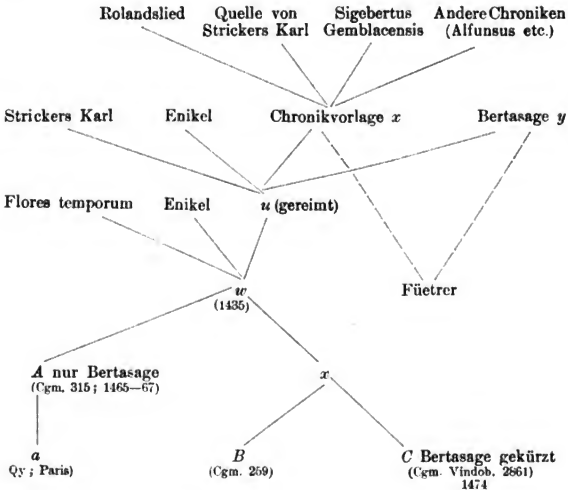 Rolandslied Quelle von Sigebertus Andere Chroniken
Strickers Karl Gemblacensis (Alfunsus etc.)
Strickers Karl Enikel Chronikvorlage x Bertasage y
Flores temporum Enikel u (gereimt)
w Füetrer
(1435)
A nur Bertasage x
(Cgm. 315; 1465—67)
a B C Bertasage gekürzt
Qy; Paris) (Cgm. 259) (Cgm. Vindob. 2861)
1474